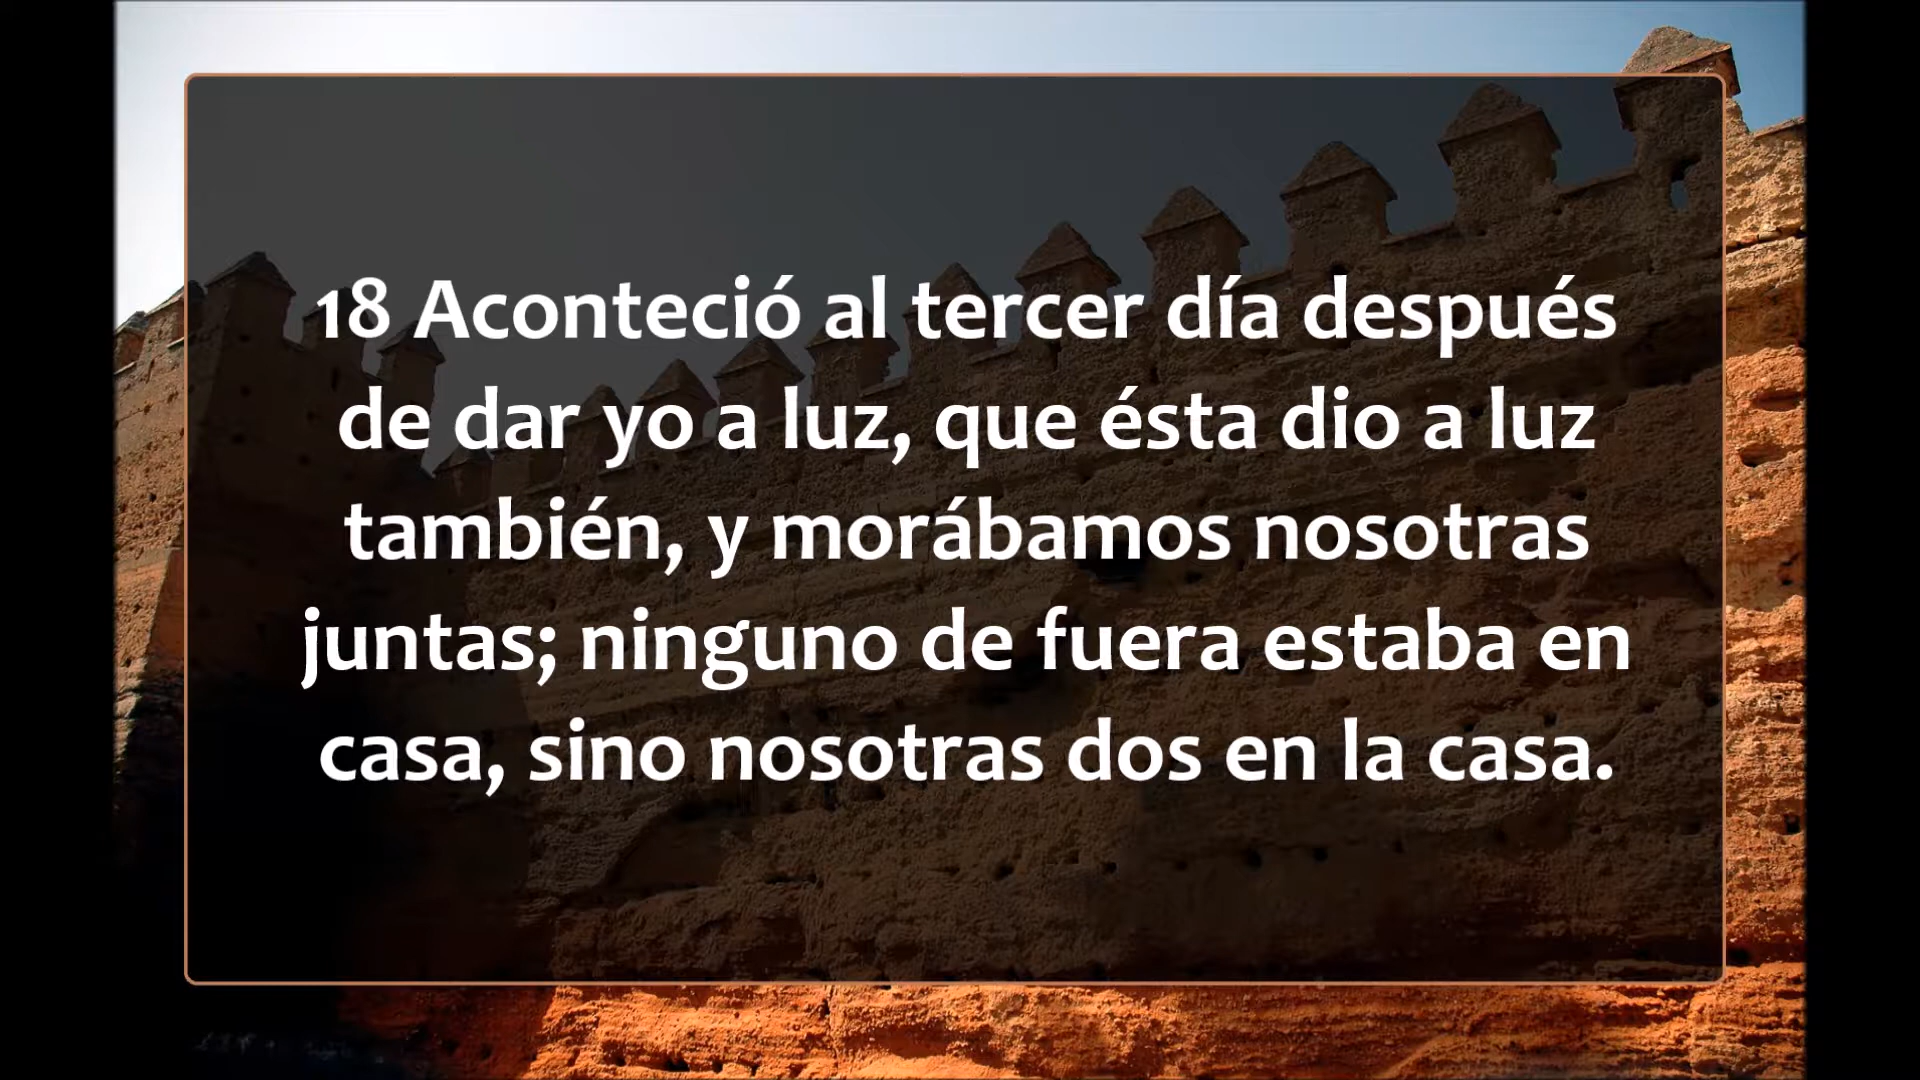 18 Aconteció al tercer día después
de dar yo a luz, que ésta dio a luz
también, y morábamos nosotras
juntas; ninguno de fuera estaba en
casa, sino nosotras dos en la casa.